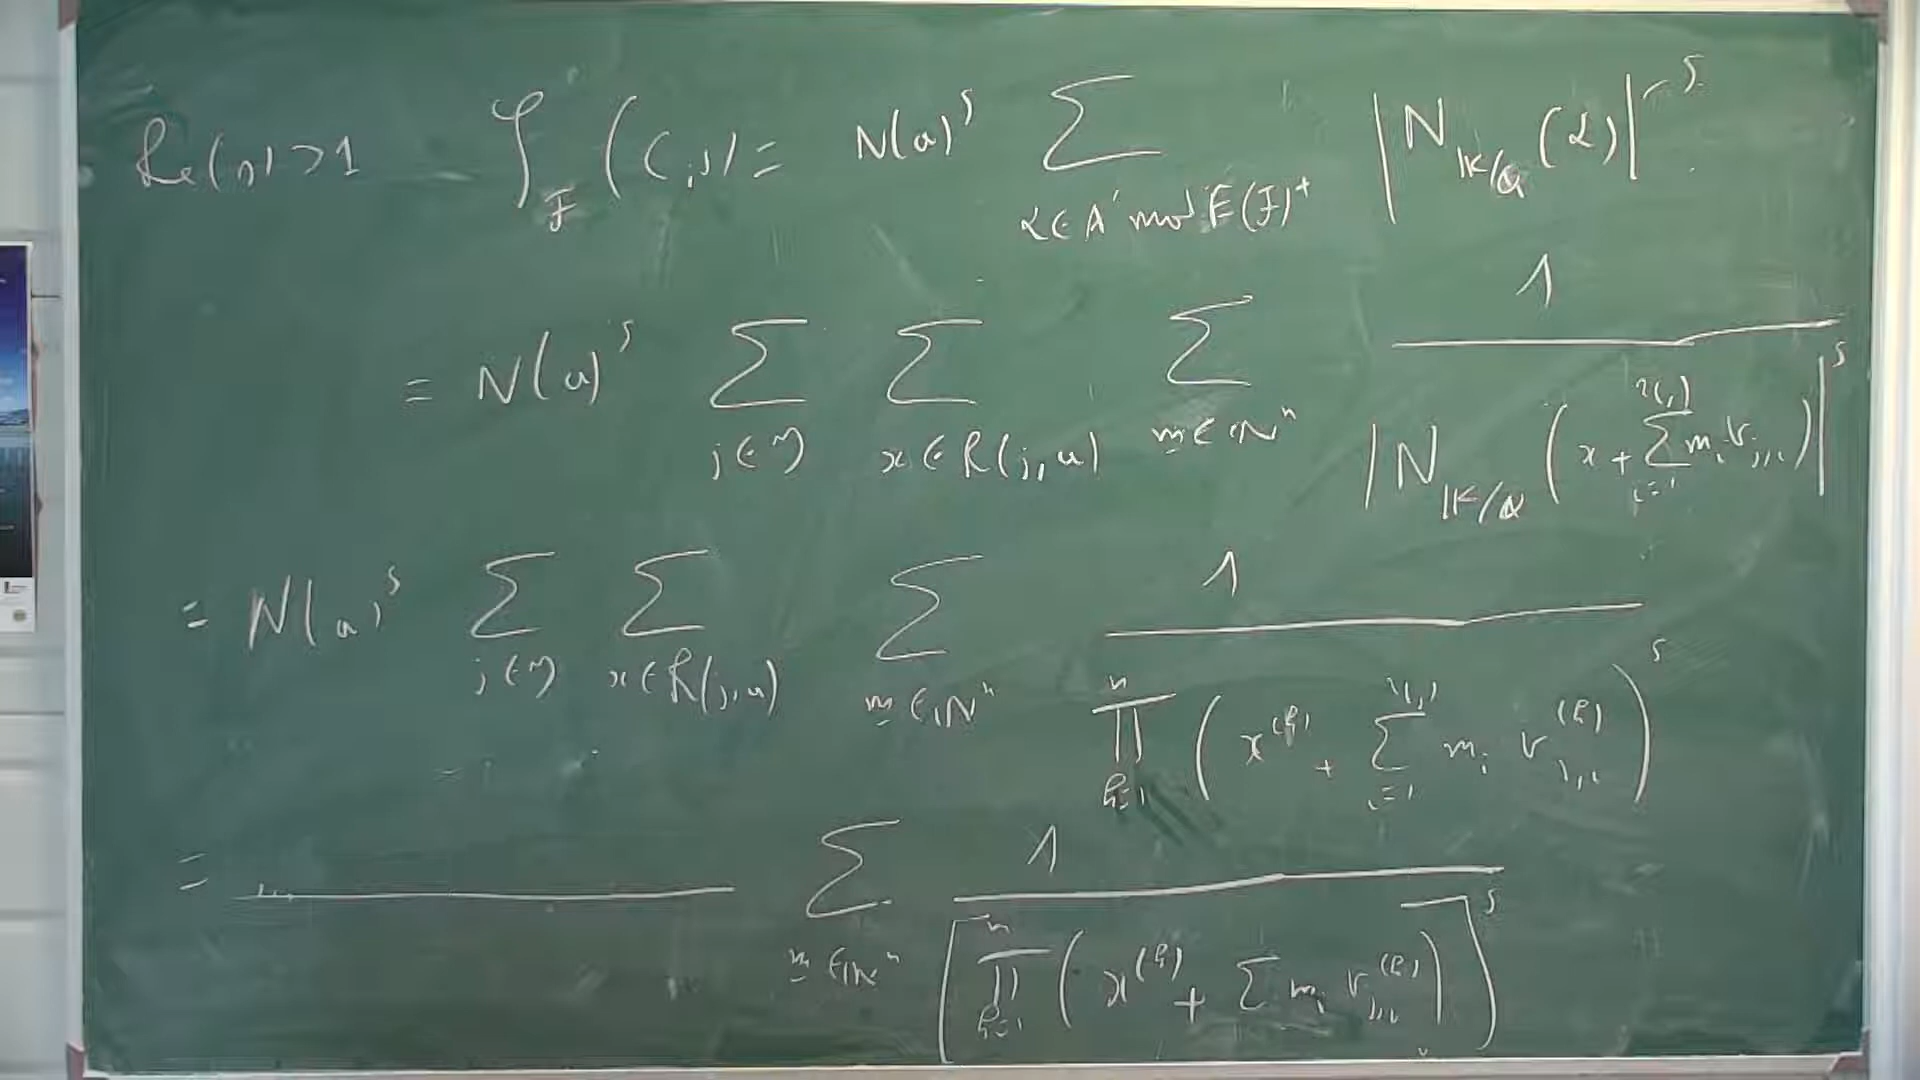 Re(s) > 1 ζ_F (C, s) = N(a)^s ∑_{α ∈ A' mod E(F)^+} |N_{K/Q} (α)|^{-s}
= N(a)^s ∑_{j ∈ J} ∑_{x ∈ R(j, a)} ∑_{m ∈ ℕ^n} 1 / |N_{K/Q} (x + ∑_{i=1}^{r(j)} m_i v_{j,i})|^s
= N(a)^s ∑_{j ∈ J} ∑_{x ∈ R(j, a)} ∑_{m ∈ ℕ^n} 1 / ∏_{k=1}^{n} (x^{(k)} + ∑_{i=1}^{r(j)} m_i v_{j,i}^{(k)})^s
= ——— ∑_{m ∈ ℕ^n} 1 / [∏_{k=1}^{n} (x^{(k)} + ∑ m_i v_{j,i}^{(k)})]^s